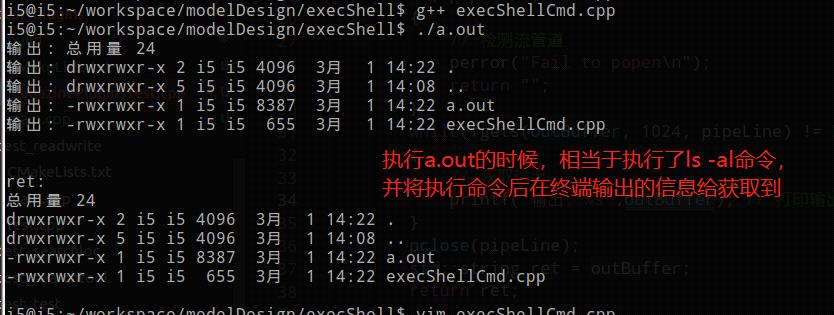 i5@i5:~/workspace/modelDesign/execShell$ g++ execShellCmd.cpp
i5@i5:~/workspace/modelDesign/execShell$ ./a.out
输出: 总用量 24
输出: drwxrwxr-x 2 i5 i5 4096 3月 1 14:22 .
输出: drwxrwxr-x 5 i5 i5 4096 3月 1 14:08 ..
输出: -rwxrwxr-x 1 i5 i5 8387 3月 1 14:22 a.out
输出: -rwxrwxr-x 1 i5 i5 655 3月 1 14:22 execShellCmd.cpp
执行a.out的时候，相当于执行了ls -al命令，
并将执行命令后在终端输出的信息给获取到
ret:
总用量 24
drwxrwxr-x 2 i5 i5 4096 3月 1 14:22 .
drwxrwxr-x 5 i5 i5 4096 3月 1 14:08 ..
-rwxrwxr-x 1 i5 i5 8387 3月 1 14:22 a.out
-rwxrwxr-x 1 i5 i5 655 3月 1 14:22 execShellCmd.cpp
i5@i5:~/workspace/modelDesign/execShell$ vim execShellCmd.cpp